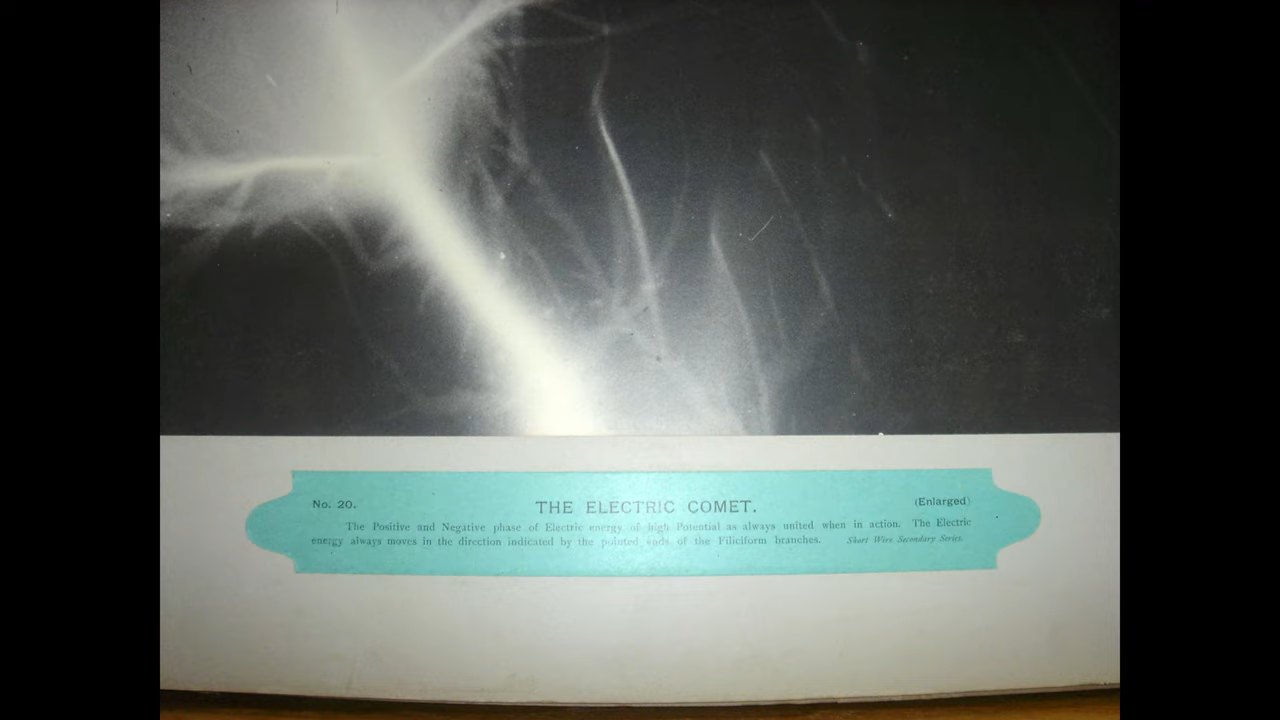 No. 20. THE ELECTRIC COMET. (Enlarged)
The Positive and Negative phase of Electric energy of high Potential as always united when in action. The Electric
energy always moves in the direction indicated by the pointed ends of the Filiciform branches. Short Wire Secondary Series.